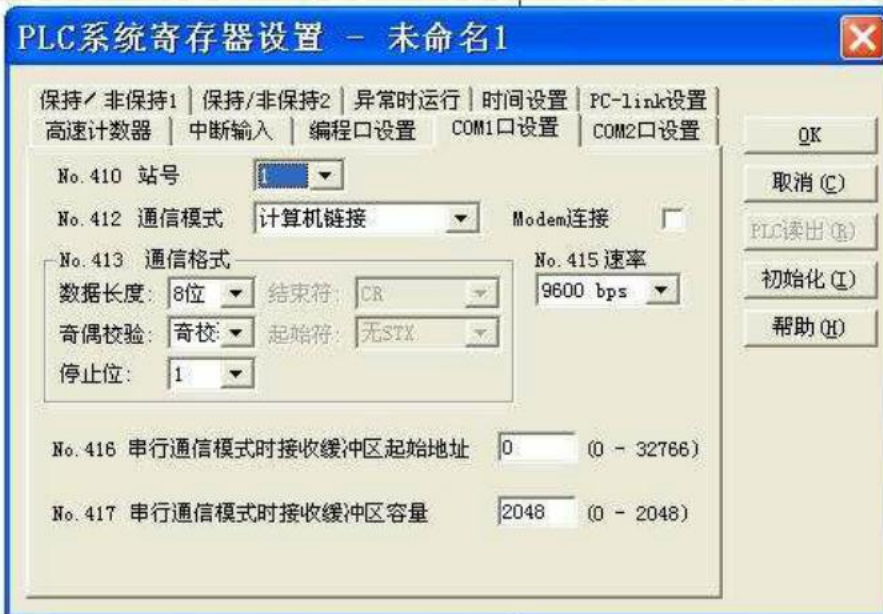 PLC系统寄存器设置 - 未命名1
保持/非保持1 保持/非保持2 异常时运行 时间设置 PC-link设置
高速计数器 中断输入 编程口设置 COM1口设置 COM2口设置
OK
取消(C)
PLC读出(R)
初始化(I)
帮助(H)
No.410 站号 1
No.412 通信模式 计算机链接 Modem连接
No.413 通信格式 No.415 速率
数据长度: 8位 结束符: CR 9600 bps
奇偶校验: 奇校 起始符: 无STX
停止位: 1
No.416 串行通信模式时接收缓冲区起始地址 0 (0 - 32766)
No.417 串行通信模式时接收缓冲区容量 2048 (0 - 2048)